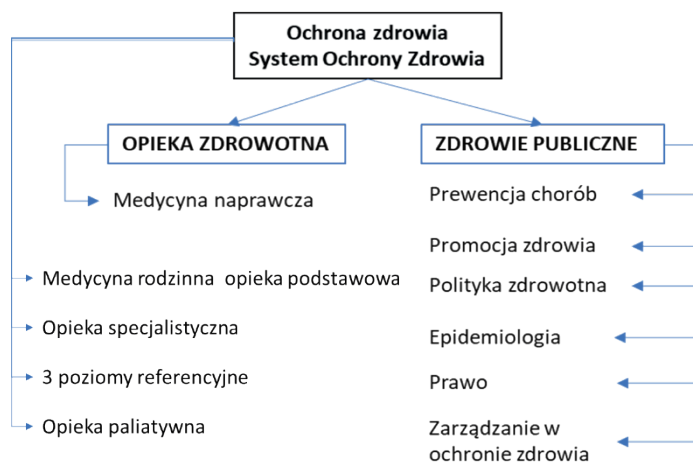 Ochrona zdrowia
System Ochrony Zdrowia
OPIEKA ZDROWOTNA
Medycyna naprawcza
Medycyna rodzinna opieka podstawowa
Opieka specjalistyczna
3 poziomy referencyjne
Opieka paliatywna
ZDROWIE PUBLICZNE
Prewencja chorób
Promocja zdrowia
Polityka zdrowotna
Epidemiologia
Prawo
Zarządzanie w
ochronie zdrowia